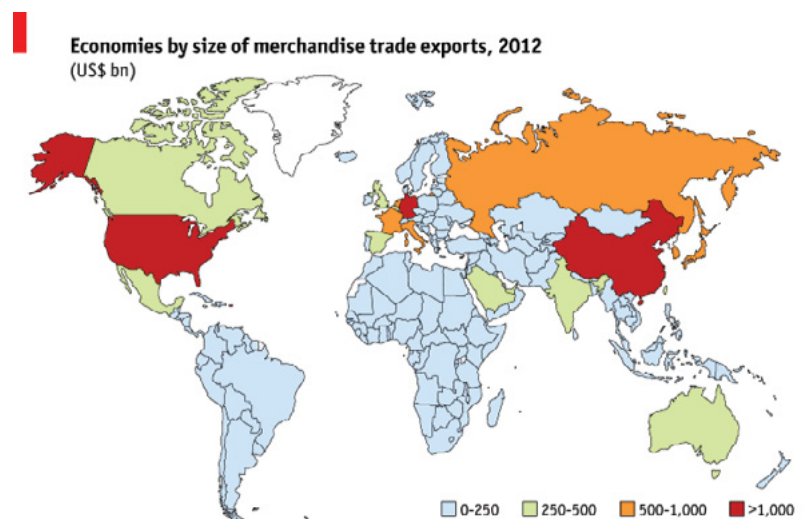 Economies by size of merchandise trade exports, 2012
(US$ bn)
0-250 250-500 500-1,000 >1,000